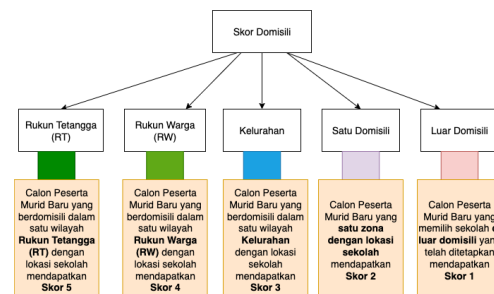 Skor Domisili
Rukun Tetangga
(RT)
Rukun Warga
(RW)
Kelurahan
Satu Domisili
Luar Domisili
Calon Peserta
Murid Baru yang
berdomisili dalam
satu wilayah
Rukun Tetangga
(RT) dengan
lokasi sekolah
mendapatkan
Skor 5
Calon Peserta
Murid Baru yang
berdomisili dalam
satu wilayah
Rukun Warga
(RW) dengan
lokasi sekolah
mendapatkan
Skor 4
Calon Peserta
Murid Baru yang
berdomisili dalam
satu wilayah
Kelurahan
dengan lokasi
sekolah
mendapatkan
Skor 3
Calon Peserta
Murid Baru yang
satu zona
dengan lokasi
sekolah
mendapatkan
Skor 2
Calon Peserta
Murid Baru yang
memilih sekolah
luar domisili yang
telah ditetapkan
mendapatkan
Skor 1